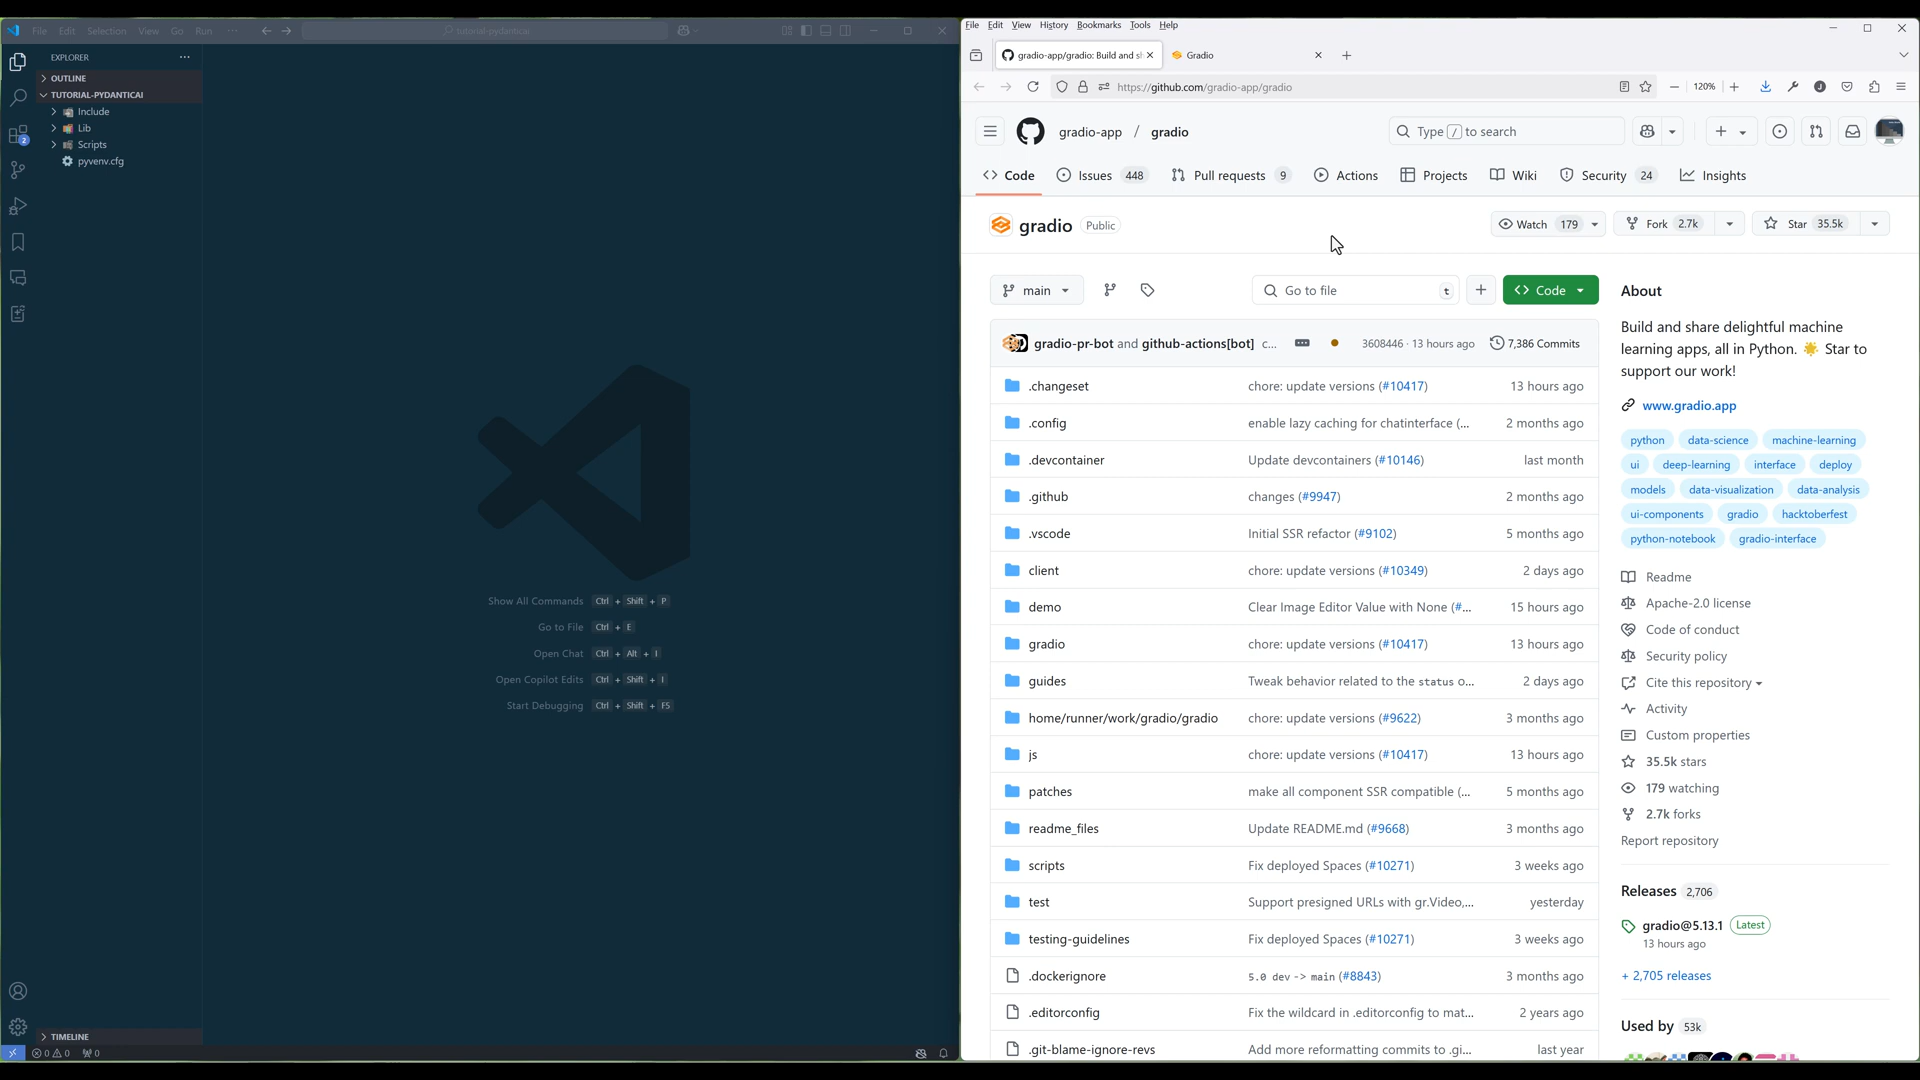 File Edit Selection View Go Run ···
tutorial-pydanticai
EXPLORER
OUTLINE
TUTORIAL-PYDANTICAI
Include
Lib
Scripts
pyvenv.cfg
2
Show All Commands Ctrl + Shift + P
Go to File Ctrl + E
Open Chat Ctrl + Alt + I
Open Copilot Edits Ctrl + Shift + I
Start Debugging Ctrl + Shift + F5
TIMELINE
0 0 0
File Edit View History Bookmarks Tools Help
gradio-app/gradio: Build and sh
Gradio
https://github.com/gradio-app/gradio
120%
gradio-app / gradio
Type / to search
Code
Issues 448
Pull requests 9
Actions
Projects
Wiki
Security 24
Insights
gradio Public
Watch 179
Fork 2.7k
Star 35.5k
main
Go to file t
Code
gradio-pr-bot and github-actions[bot] c... 3608446 · 13 hours ago 7,386 Commits
.changeset chore: update versions (#10417) 13 hours ago
.config enable lazy caching for chatinterface (... 2 months ago
.devcontainer Update devcontainers (#10146) last month
.github changes (#9947) 2 months ago
.vscode Initial SSR refactor (#9102) 5 months ago
client chore: update versions (#10349) 2 days ago
demo Clear Image Editor Value with None (#... 15 hours ago
gradio chore: update versions (#10417) 13 hours ago
guides Tweak behavior related to the status o... 2 days ago
home/runner/work/gradio/gradio chore: update versions (#9622) 3 months ago
js chore: update versions (#10417) 13 hours ago
patches make all component SSR compatible (... 5 months ago
readme_files Update README.md (#9668) 3 months ago
scripts Fix deployed Spaces (#10271) 3 weeks ago
test Support presigned URLs with gr.Video,... yesterday
testing-guidelines Fix deployed Spaces (#10271) 3 weeks ago
.dockerignore 5.0 dev -> main (#8843) 3 months ago
.editorconfig Fix the wildcard in .editorconfig to mat... 2 years ago
.git-blame-ignore-revs Add more reformatting commits to .gi... last year
About
Build and share delightful machine
learning apps, all in Python. 🌟 Star to
support our work!
www.gradio.app
python data-science machine-learning
ui deep-learning interface deploy
models data-visualization data-analysis
ui-components gradio hacktoberfest
python-notebook gradio-interface
Readme
Apache-2.0 license
Code of conduct
Security policy
Cite this repository
Activity
Custom properties
35.5k stars
179 watching
2.7k forks
Report repository
Releases 2,706
gradio@5.13.1 Latest
13 hours ago
+ 2,705 releases
Used by 53k